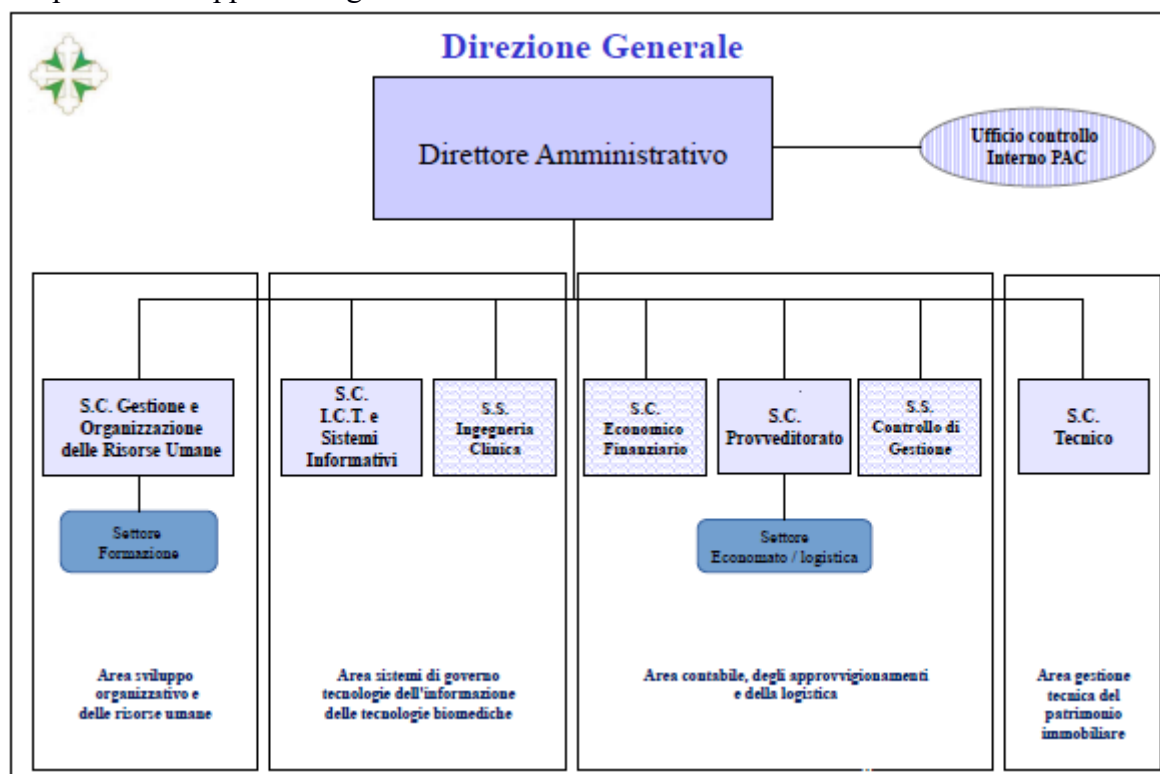 Direzione Generale
Direttore Amministrativo
Ufficio controllo
Interno PAC
S.C. Gestione e
Organizzazione
delle Risorse Umane
S.C.
I.C.T. e
Sistemi
Informativi
S.S.
Ingegneria
Clinica
S.C.
Economico
Finanziario
S.C.
Provveditorato
S.S.
Controllo di
Gestione
S.C.
Tecnico
Settore
Formazione
Settore
Economato / logistica
Area sviluppo
organizzativo e
delle risorse umane
Area sistemi di governo
tecnologie dell'informazione
delle tecnologie biomediche
Area contabile, degli approvvigionamenti
e della logistica
Area gestione
tecnica del
patrimonio
immobiliare